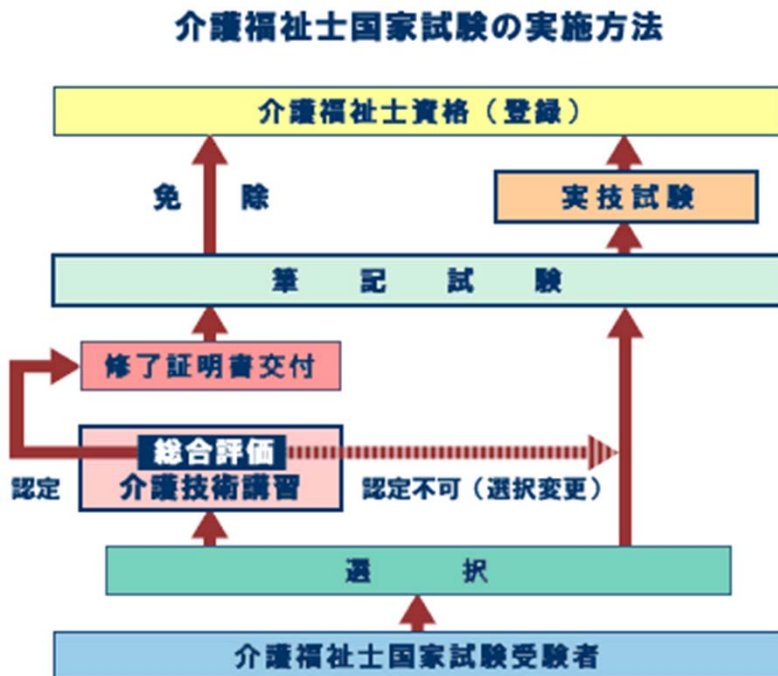 介護福祉士国家試験の実施方法
介護福祉士資格（登録）
免除
実技試験
筆記試験
修了証明書交付
総合評価
認定
介護技術講習
認定不可（選択変更）
選択
介護福祉士国家試験受験者